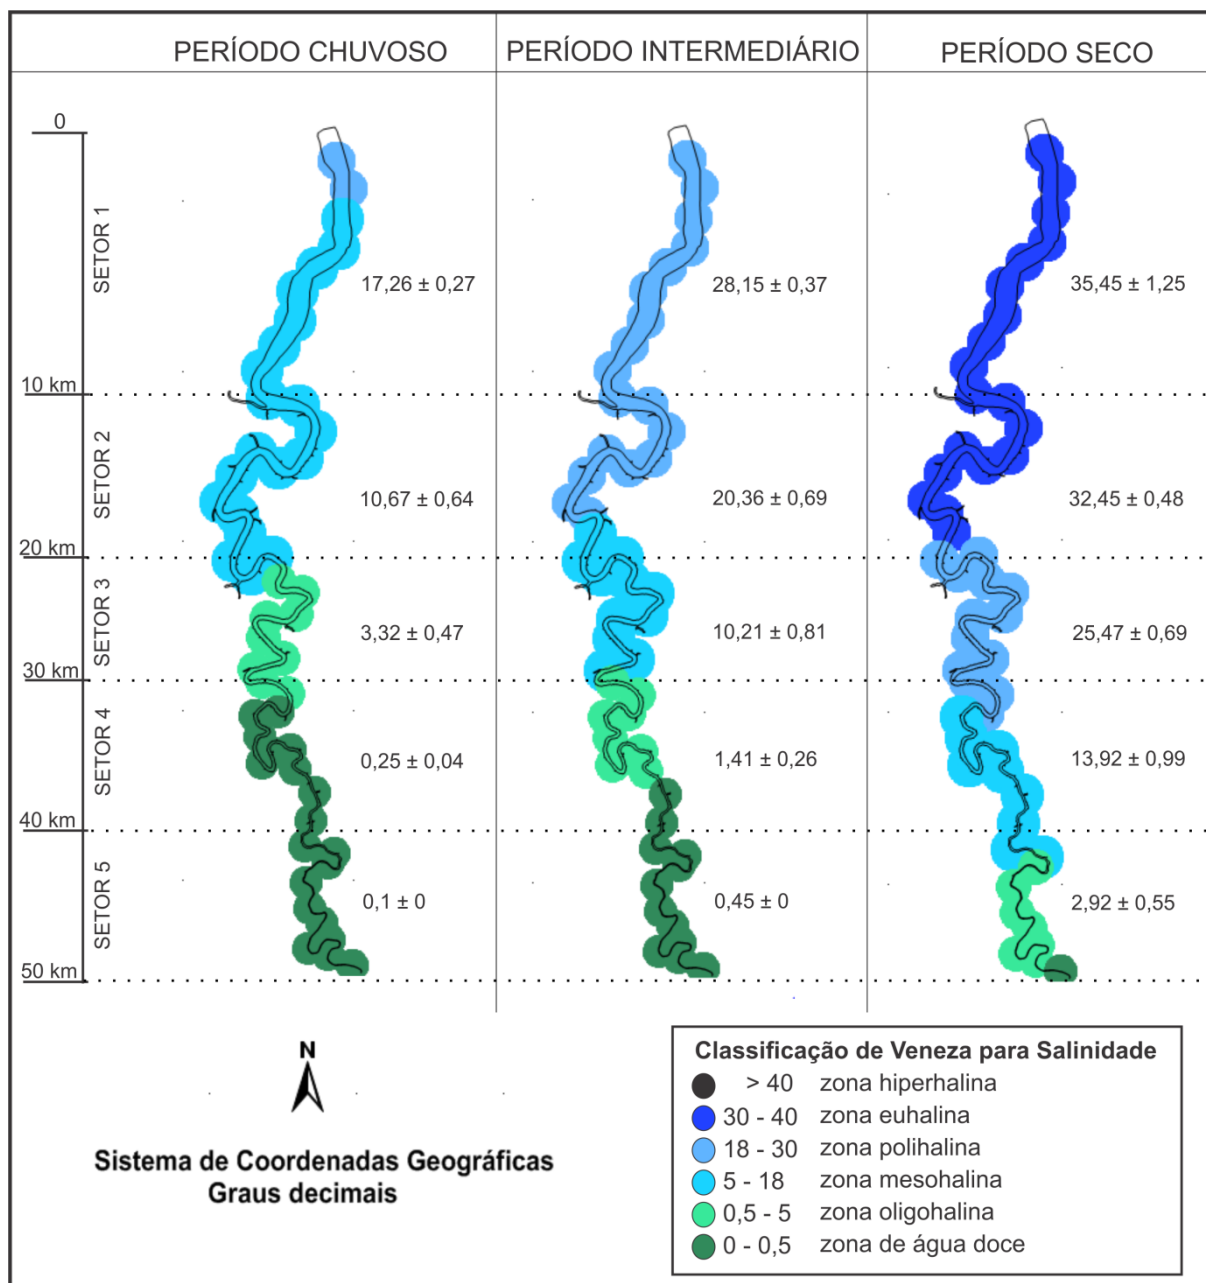 PERÍODO CHUVOSO
PERÍODO INTERMEDIÁRIO
PERÍODO SECO
0
SETOR 1
17,26 ± 0,27
28,15 ± 0,37
35,45 ± 1,25
10 km
SETOR 2
10,67 ± 0,64
20,36 ± 0,69
32,45 ± 0,48
20 km
SETOR 3
3,32 ± 0,47
10,21 ± 0,81
25,47 ± 0,69
30 km
SETOR 4
0,25 ± 0,04
1,41 ± 0,26
13,92 ± 0,99
40 km
SETOR 5
0,1 ± 0
0,45 ± 0
2,92 ± 0,55
50 km
N
Sistema de Coordenadas Geográficas
Graus decimais
Classificação de Veneza para Salinidade
> 40 zona hiperhalina
30 - 40 zona euhalina
18 - 30 zona polihalina
5 - 18 zona mesohalina
0,5 - 5 zona oligohalina
0 - 0,5 zona de água doce